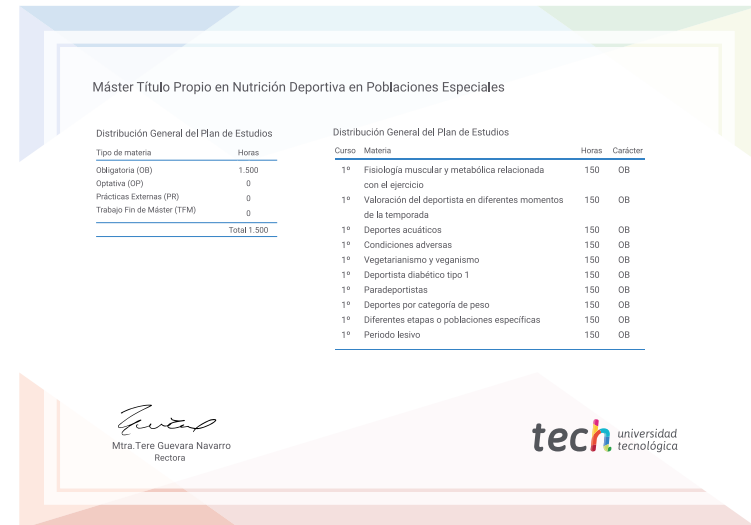 Máster Título Propio en Nutrición Deportiva en Poblaciones Especiales
Distribución General del Plan de Estudios
Tipo de materia Horas
Obligatoria (OB) 1.500
Optativa (OP) 0
Prácticas Externas (PR) 0
Trabajo Fin de Máster (TFM) 0
Total 1.500
Distribución General del Plan de Estudios
Curso Materia Horas Carácter
1º Fisiología muscular y metabólica relacionada 150 OB
con el ejercicio
1º Valoración del deportista en diferentes momentos 150 OB
de la temporada
1º Deportes acuáticos 150 OB
1º Condiciones adversas 150 OB
1º Vegetarianismo y veganismo 150 OB
1º Deportista diabético tipo 1 150 OB
1º Paradeportistas 150 OB
1º Deportes por categoría de peso 150 OB
1º Diferentes etapas o poblaciones específicas 150 OB
1º Periodo lesivo 150 OB
Mtra.Tere Guevara Navarro
Rectora
tech universidad
tecnológica